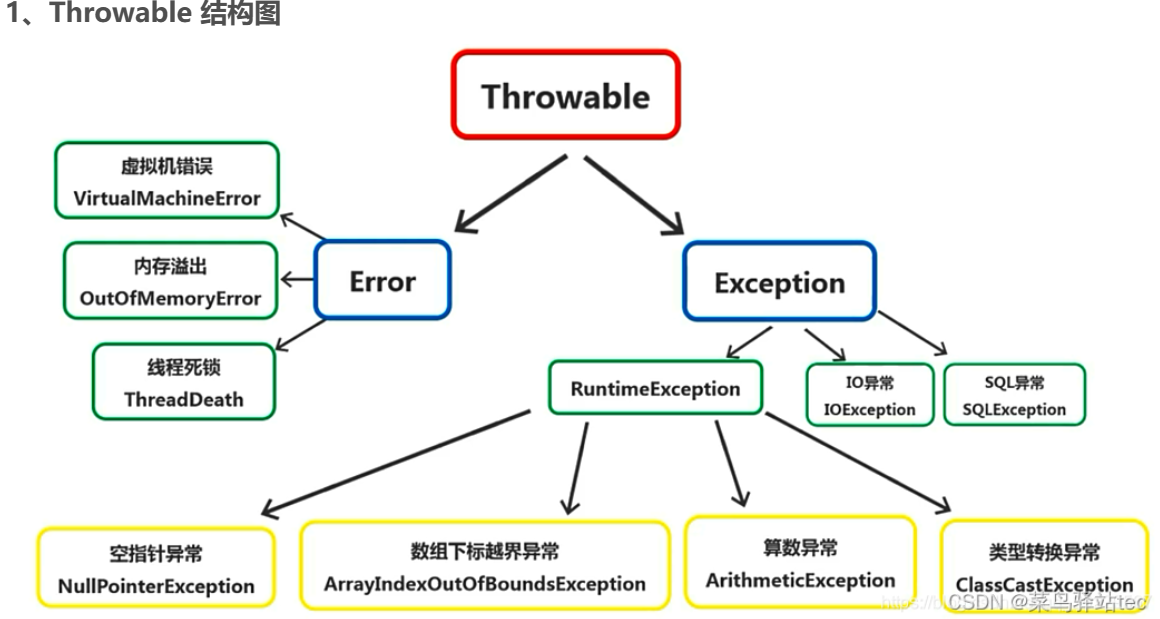 1、Throwable 结构图
Throwable
虚拟机错误
VirtualMachineError
内存溢出
OutOfMemoryError
Error
Exception
线程死锁
ThreadDeath
RuntimeException
IO异常
IOException
SQL异常
SQLException
空指针异常
NullPointerException
数组下标越界异常
ArrayIndexOutOfBoundsException
算数异常
ArithmeticException
类型转换异常
ClassCastException
CSDN @菜鸟驿站tec